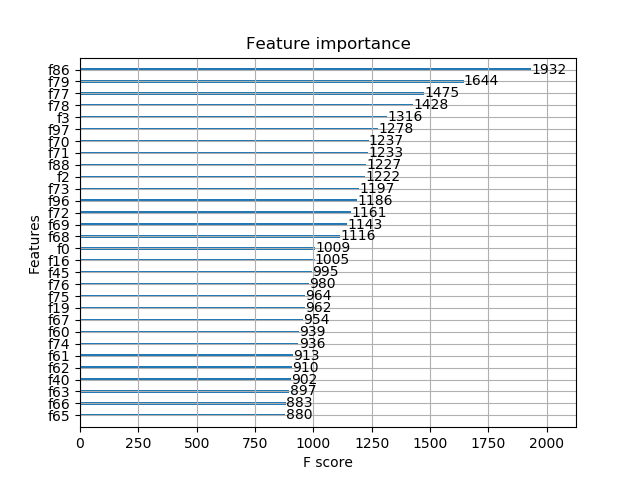 Feature importance
f86 1932
f79 1644
f77 1475
f78 1428
f3 1316
f97 1278
f70 1237
f71 1233
f88 1227
f2 1222
f73 1197
f96 1186
f72 1161
f69 1143
f68 1116
f0 1009
f16 1005
f45 995
f76 980
f75 964
f19 962
f67 954
f60 939
f74 936
f61 913
f62 910
f40 902
f63 897
f66 883
f65 880
Features
0 250 500 750 1000 1250 1500 1750 2000
F score